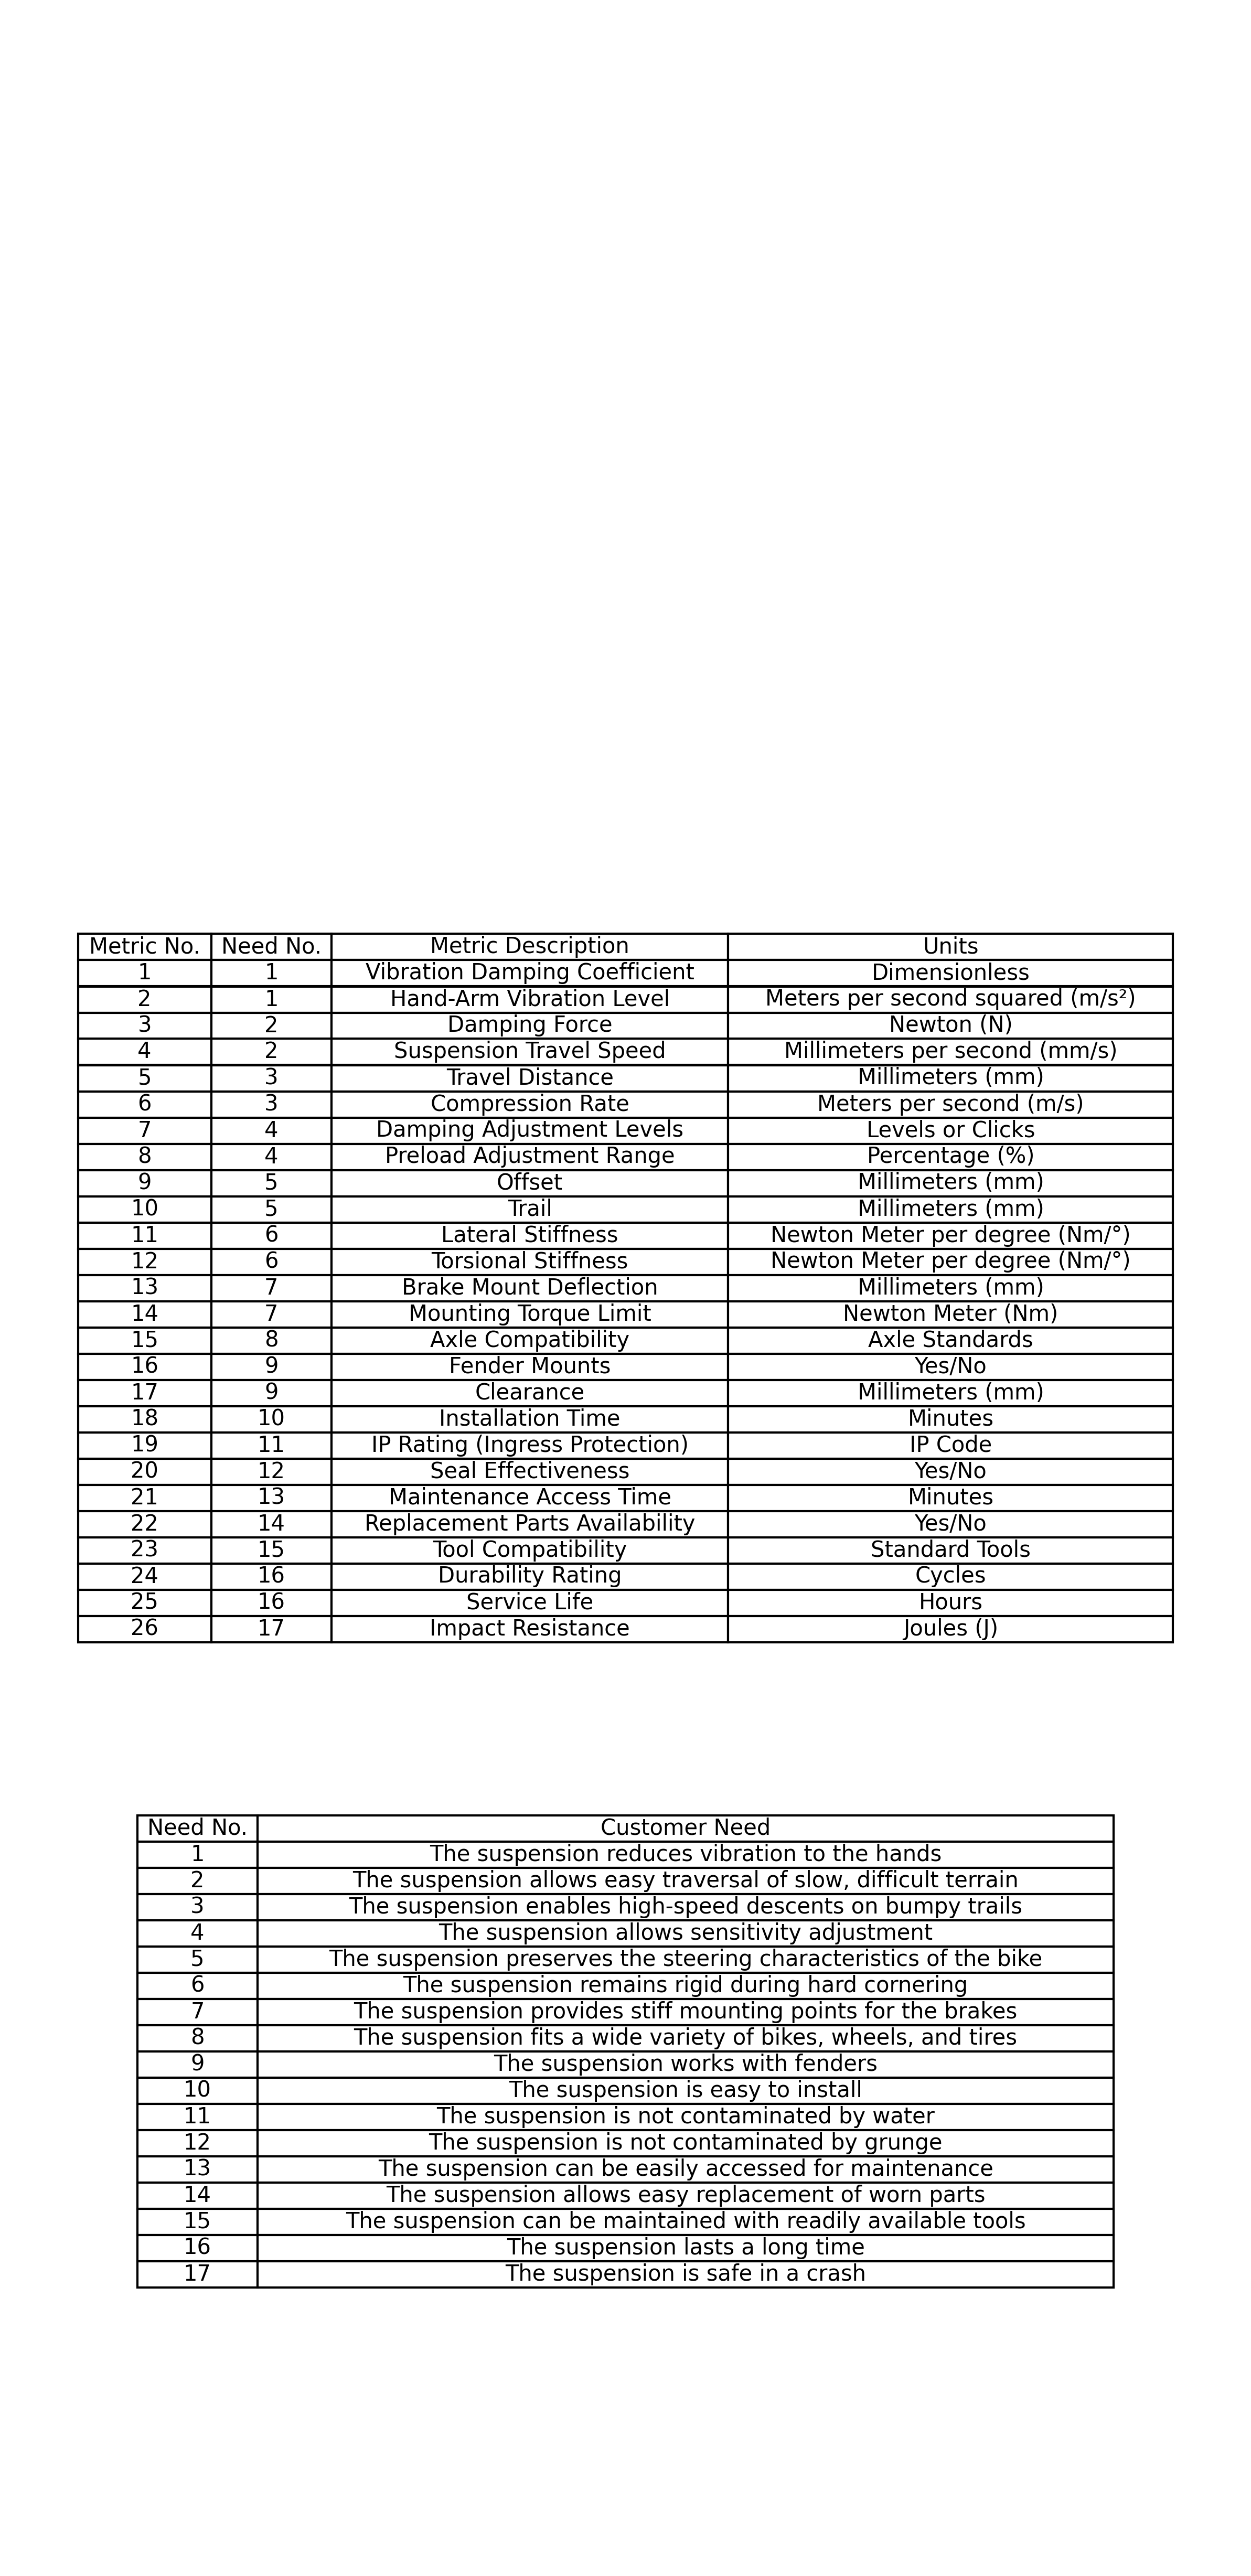 Metric No. Need No. Metric Description Units
1 1 Vibration Damping Coefficient Dimensionless
2 1 Hand-Arm Vibration Level Meters per second squared (m/s²)
3 2 Damping Force Newton (N)
4 2 Suspension Travel Speed Millimeters per second (mm/s)
5 3 Travel Distance Millimeters (mm)
6 3 Compression Rate Meters per second (m/s)
7 4 Damping Adjustment Levels Levels or Clicks
8 4 Preload Adjustment Range Percentage (%)
9 5 Offset Millimeters (mm)
10 5 Trail Millimeters (mm)
11 6 Lateral Stiffness Newton Meter per degree (Nm/°)
12 6 Torsional Stiffness Newton Meter per degree (Nm/°)
13 7 Brake Mount Deflection Millimeters (mm)
14 7 Mounting Torque Limit Newton Meter (Nm)
15 8 Axle Compatibility Axle Standards
16 9 Fender Mounts Yes/No
17 9 Clearance Millimeters (mm)
18 10 Installation Time Minutes
19 11 IP Rating (Ingress Protection) IP Code
20 12 Seal Effectiveness Yes/No
21 13 Maintenance Access Time Minutes
22 14 Replacement Parts Availability Yes/No
23 15 Tool Compatibility Standard Tools
24 16 Durability Rating Cycles
25 16 Service Life Hours
26 17 Impact Resistance Joules (J)
Need No. Customer Need
1 The suspension reduces vibration to the hands
2 The suspension allows easy traversal of slow, difficult terrain
3 The suspension enables high-speed descents on bumpy trails
4 The suspension allows sensitivity adjustment
5 The suspension preserves the steering characteristics of the bike
6 The suspension remains rigid during hard cornering
7 The suspension provides stiff mounting points for the brakes
8 The suspension fits a wide variety of bikes, wheels, and tires
9 The suspension works with fenders
10 The suspension is easy to install
11 The suspension is not contaminated by water
12 The suspension is not contaminated by grunge
13 The suspension can be easily accessed for maintenance
14 The suspension allows easy replacement of worn parts
15 The suspension can be maintained with readily available tools
16 The suspension lasts a long time
17 The suspension is safe in a crash